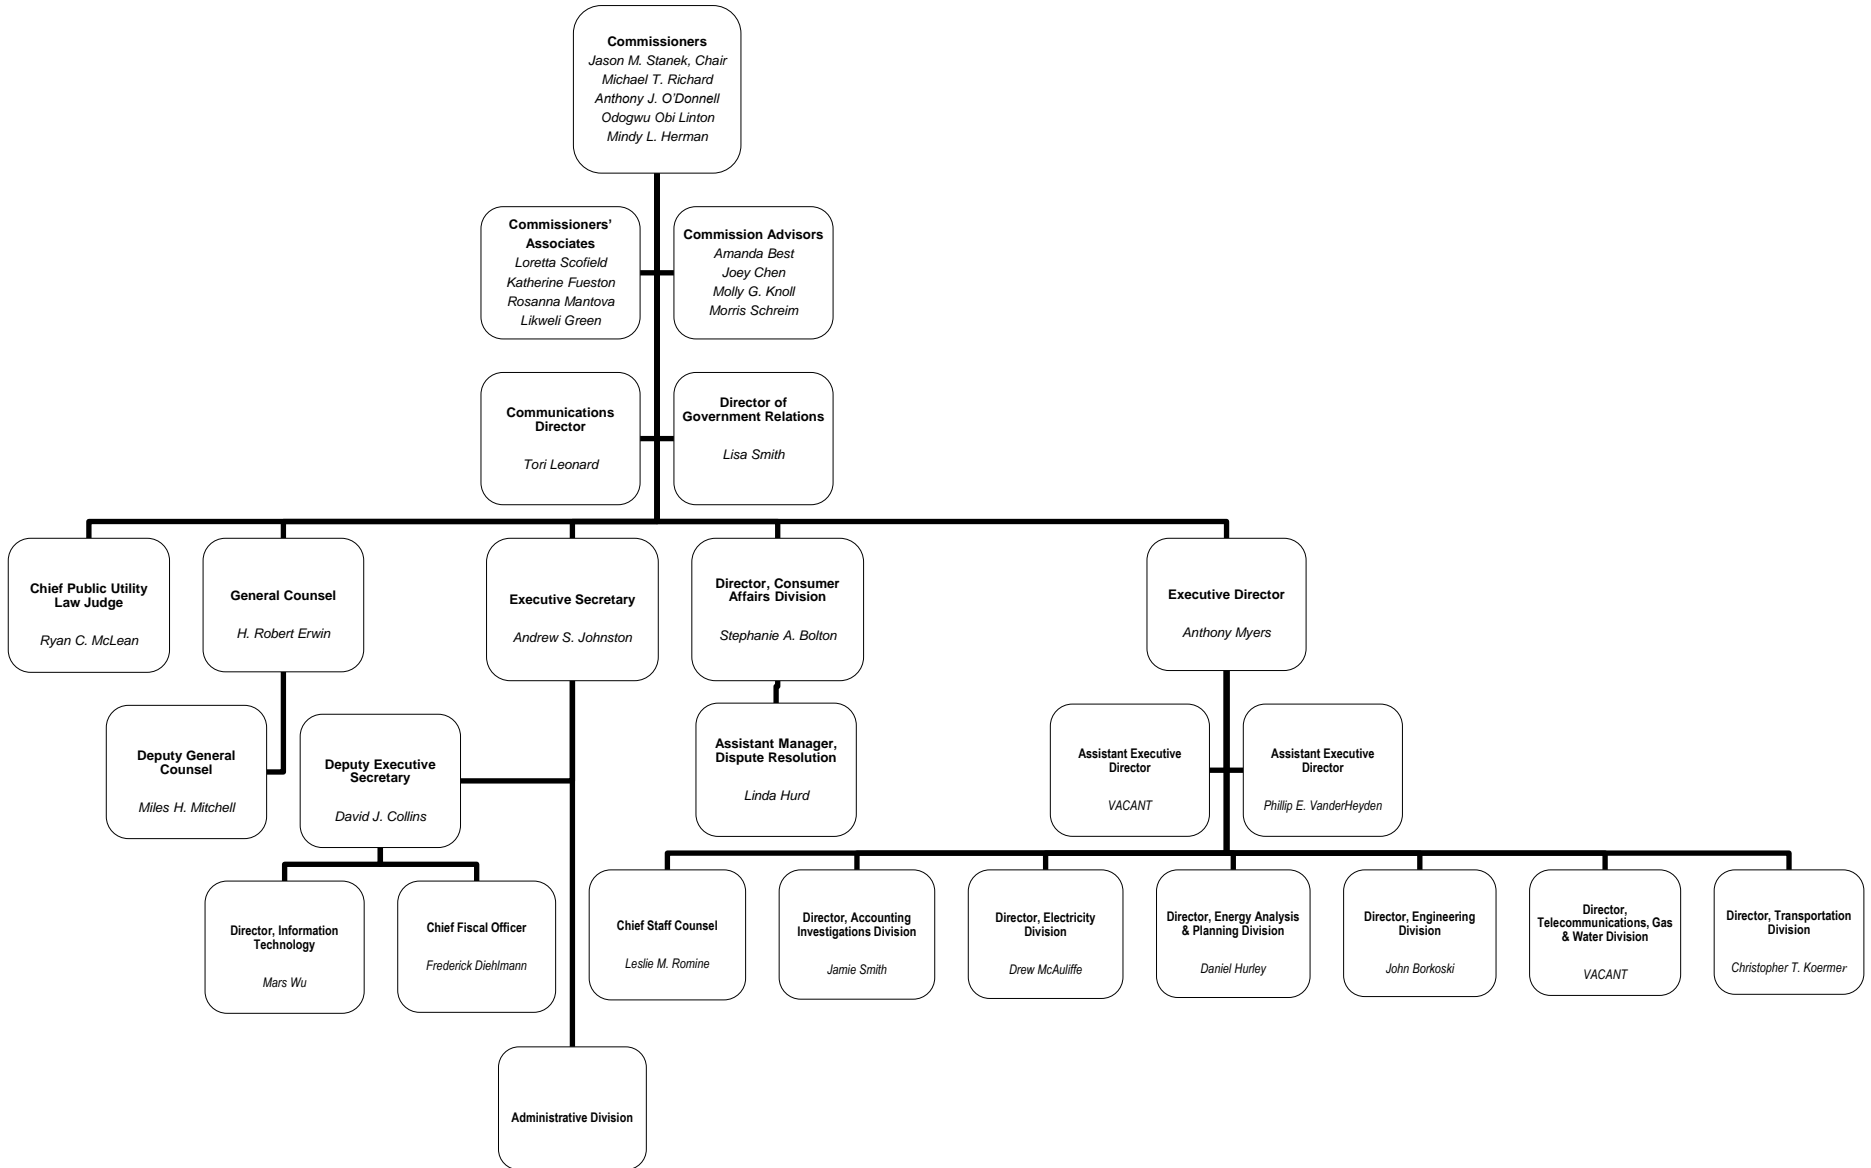 Commissioners
Jason M. Stanek, Chair
Michael T. Richard
Anthony J. O’Donnell
Odogwu Obi Linton
Mindy L. Herman
Commissioners’
Associates
Loretta Scofield
Katherine Fueston
Rosanna Mantova
Likweli Green
Commission Advisors
Amanda Best
Joey Chen
Molly G. Knoll
Morris Schreim
Communications
Director
Tori Leonard
Director of
Government Relations
Lisa Smith
Chief Public Utility
Law Judge
Ryan C. McLean
General Counsel
H. Robert Erwin
Executive Secretary
Andrew S. Johnston
Director, Consumer
Affairs Division
Stephanie A. Bolton
Executive Director
Anthony Myers
Deputy General
Counsel
Miles H. Mitchell
Deputy Executive
Secretary
David J. Collins
Assistant Manager,
Dispute Resolution
Linda Hurd
Assistant Executive
Director
VACANT
Assistant Executive
Director
Phillip E. VanderHeyden
Director, Information
Technology
Mars Wu
Chief Fiscal Officer
Frederick Diehlmann
Chief Staff Counsel
Leslie M. Romine
Director, Accounting
Investigations Division
Jamie Smith
Director, Electricity
Division
Drew McAuliffe
Director, Energy Analysis
& Planning Division
Daniel Hurley
Director, Engineering
Division
John Borkoski
Director,
Telecommunications, Gas
& Water Division
VACANT
Director, Transportation
Division
Christopher T. Koermer
Administrative Division